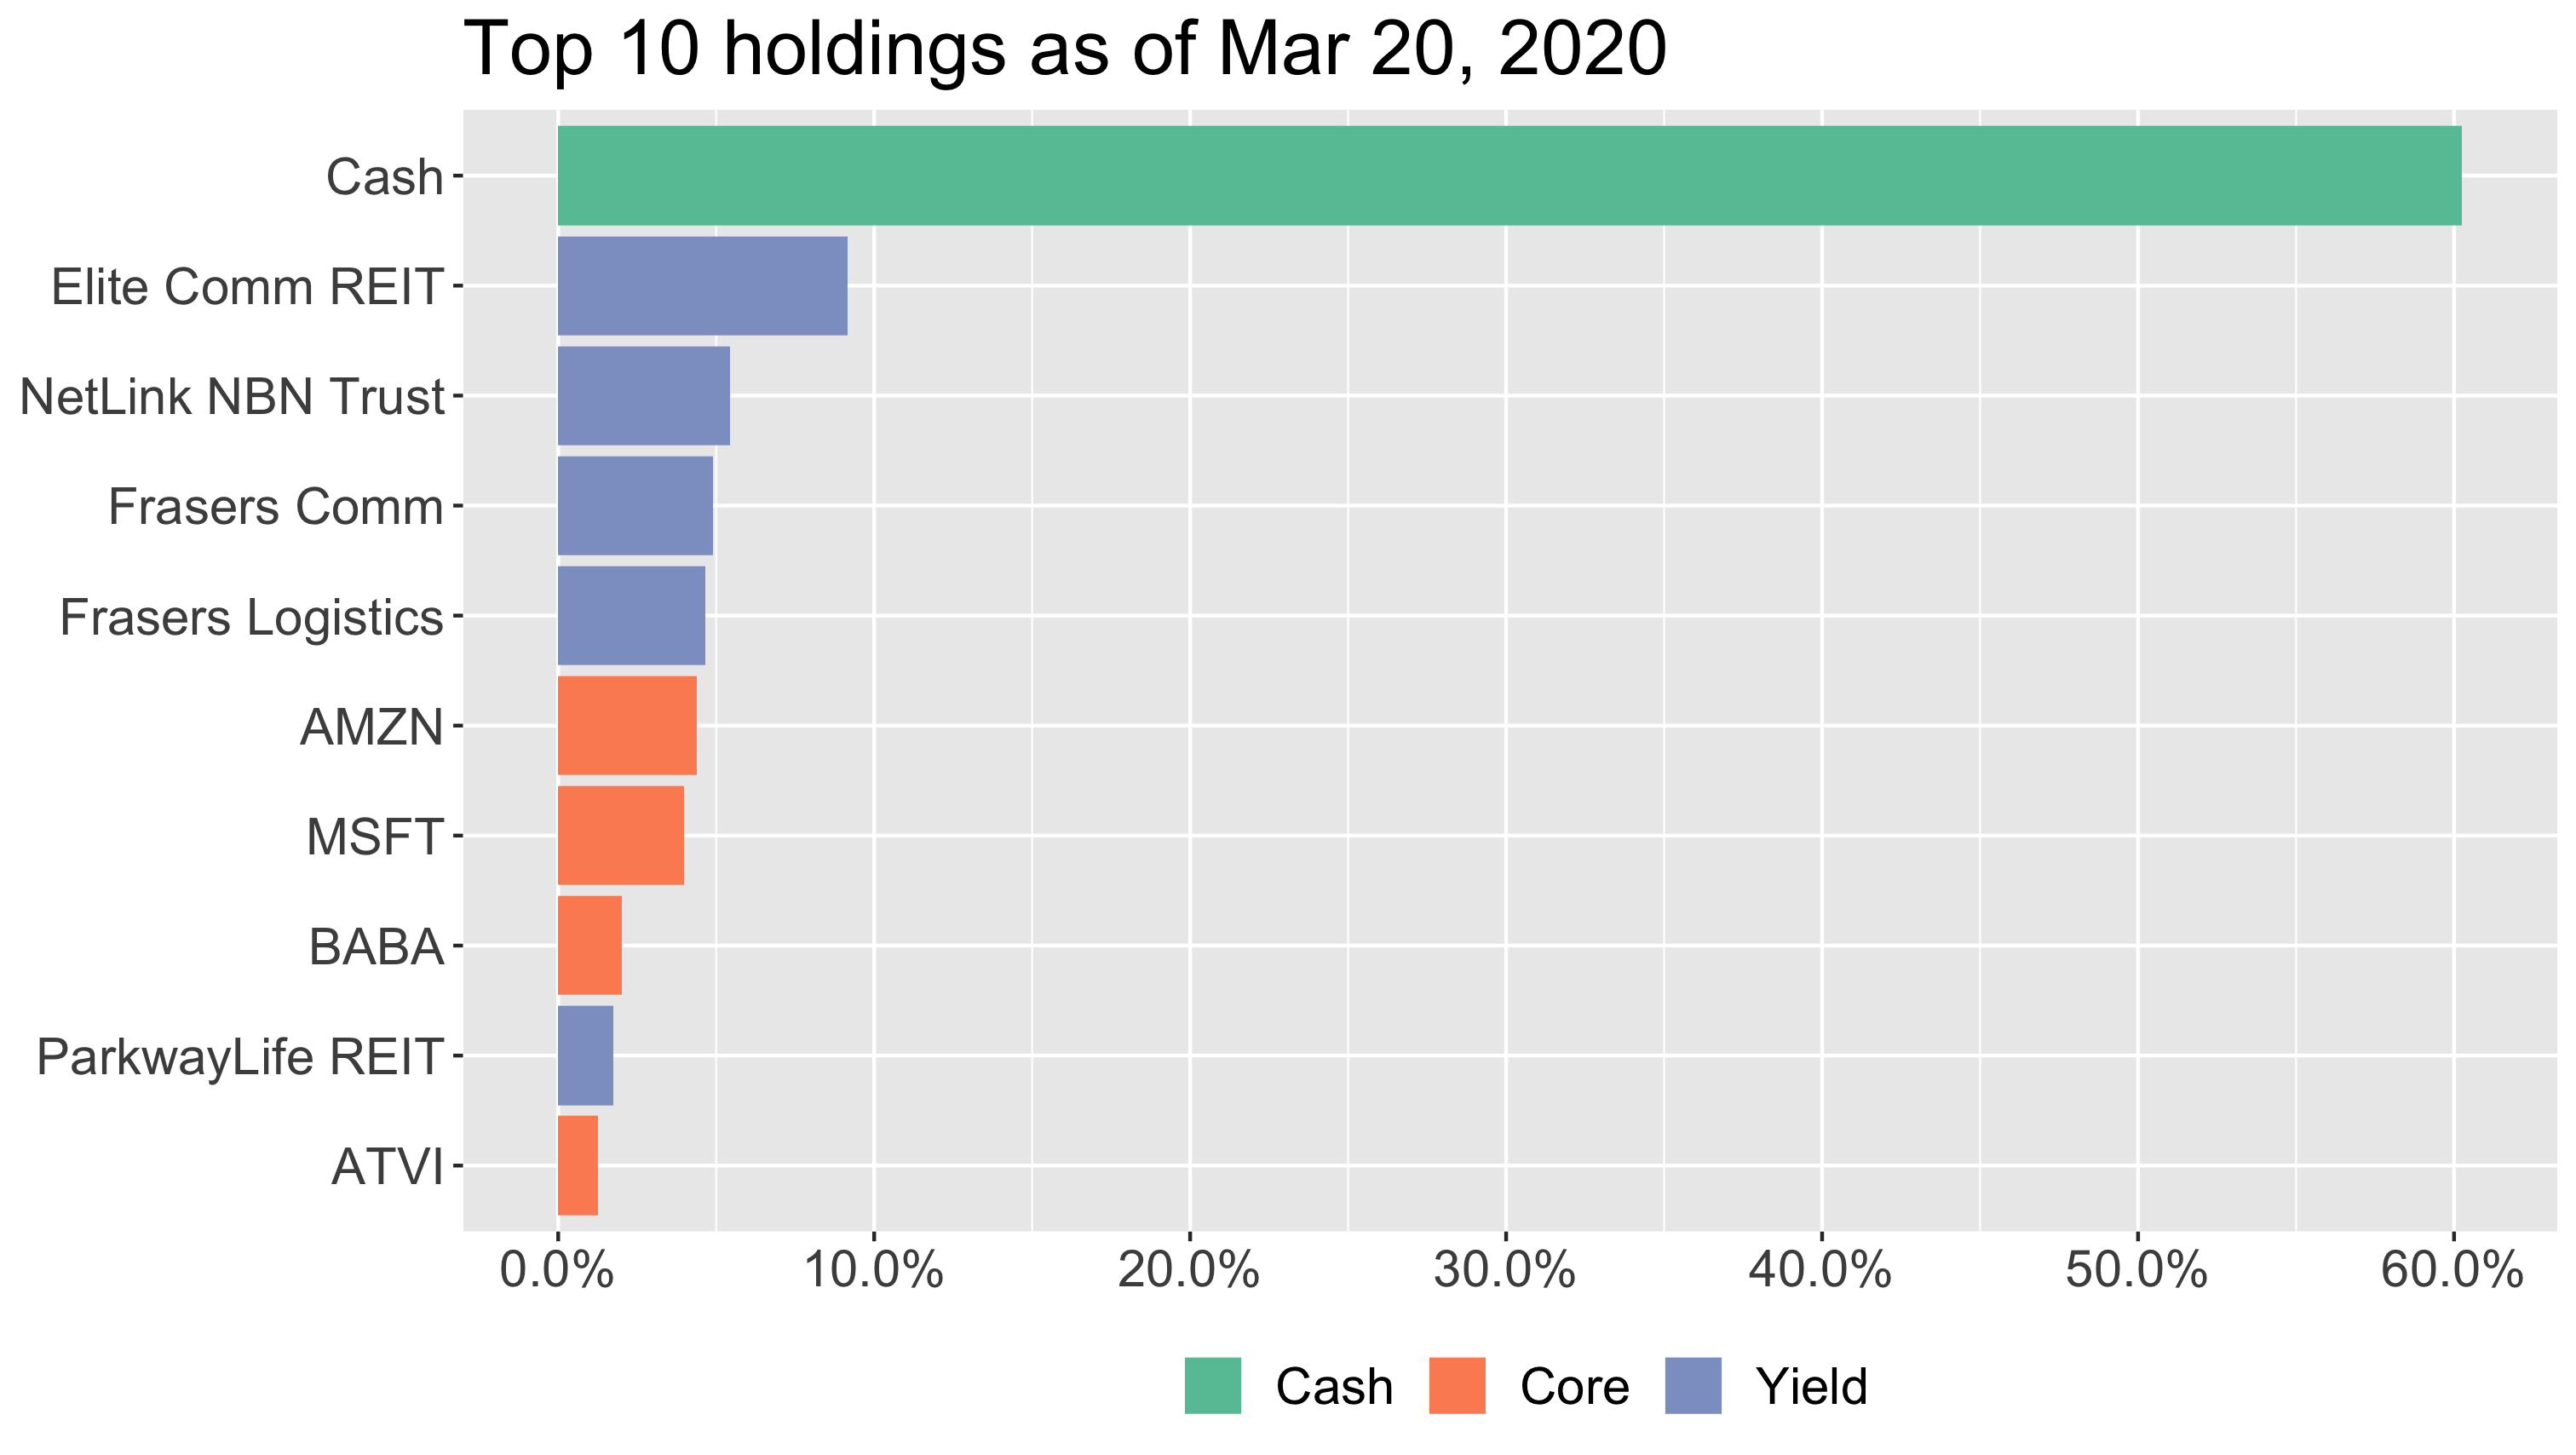 Top 10 holdings as of Mar 20, 2020
Cash
Elite Comm REIT
NetLink NBN Trust
Frasers Comm
Frasers Logistics
AMZN
MSFT
BABA
ParkwayLife REIT
ATVI
0.0% 10.0% 20.0% 30.0% 40.0% 50.0% 60.0%
Cash Core Yield